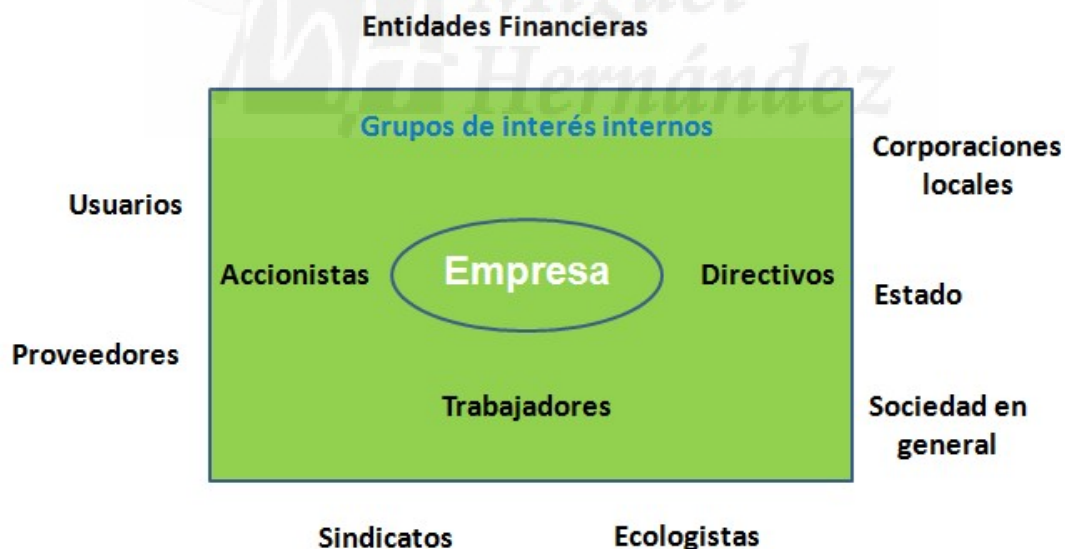 Miguel
Hernández
Entidades Financieras
Grupos de interés internos
Corporaciones
locales
Usuarios
Accionistas
Empresa
Directivos
Estado
Proveedores
Trabajadores
Sociedad en
general
Sindicatos
Ecologistas